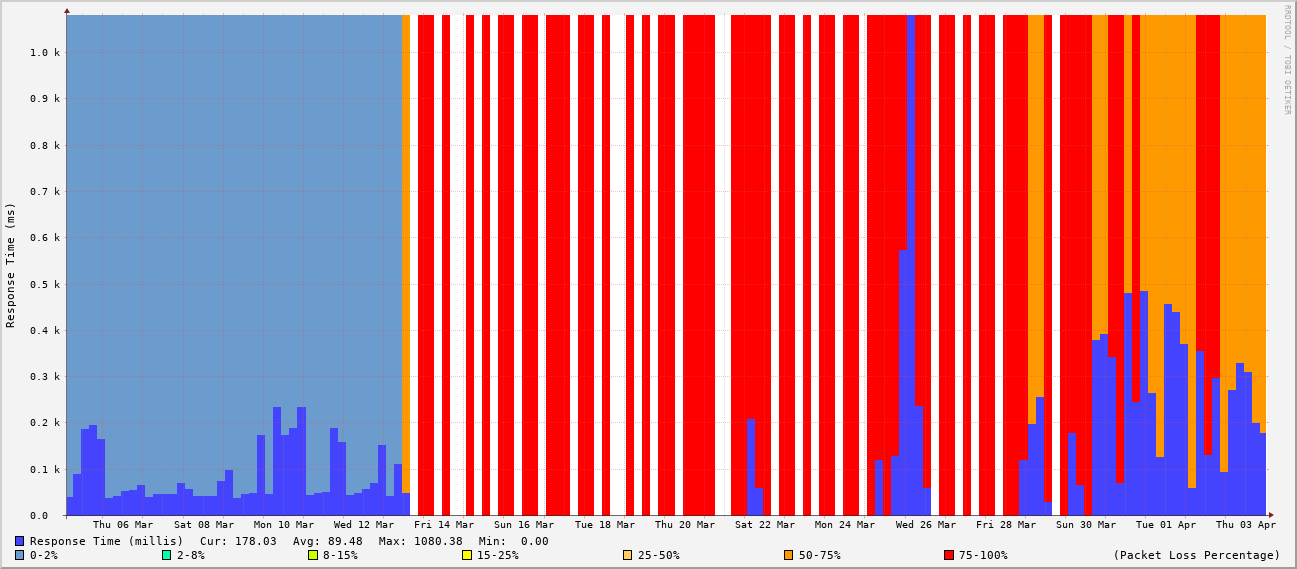 RRDTOOL / TOBI OETIKER
Response Time (ms)
1.0 k
0.9 k
0.8 k
0.7 k
0.6 k
0.5 k
0.4 k
0.3 k
0.2 k
0.1 k
0.0
Thu 06 Mar Sat 08 Mar Mon 10 Mar Wed 12 Mar Fri 14 Mar Sun 16 Mar Tue 18 Mar Thu 20 Mar Sat 22 Mar Mon 24 Mar Wed 26 Mar Fri 28 Mar Sun 30 Mar Tue 01 Apr Thu 03 Apr
Response Time (millis) Cur: 178.03 Avg: 89.48 Max: 1080.38 Min: 0.00
0-2% 2-8% 8-15% 15-25% 25-50% 50-75% 75-100% (Packet Loss Percentage)